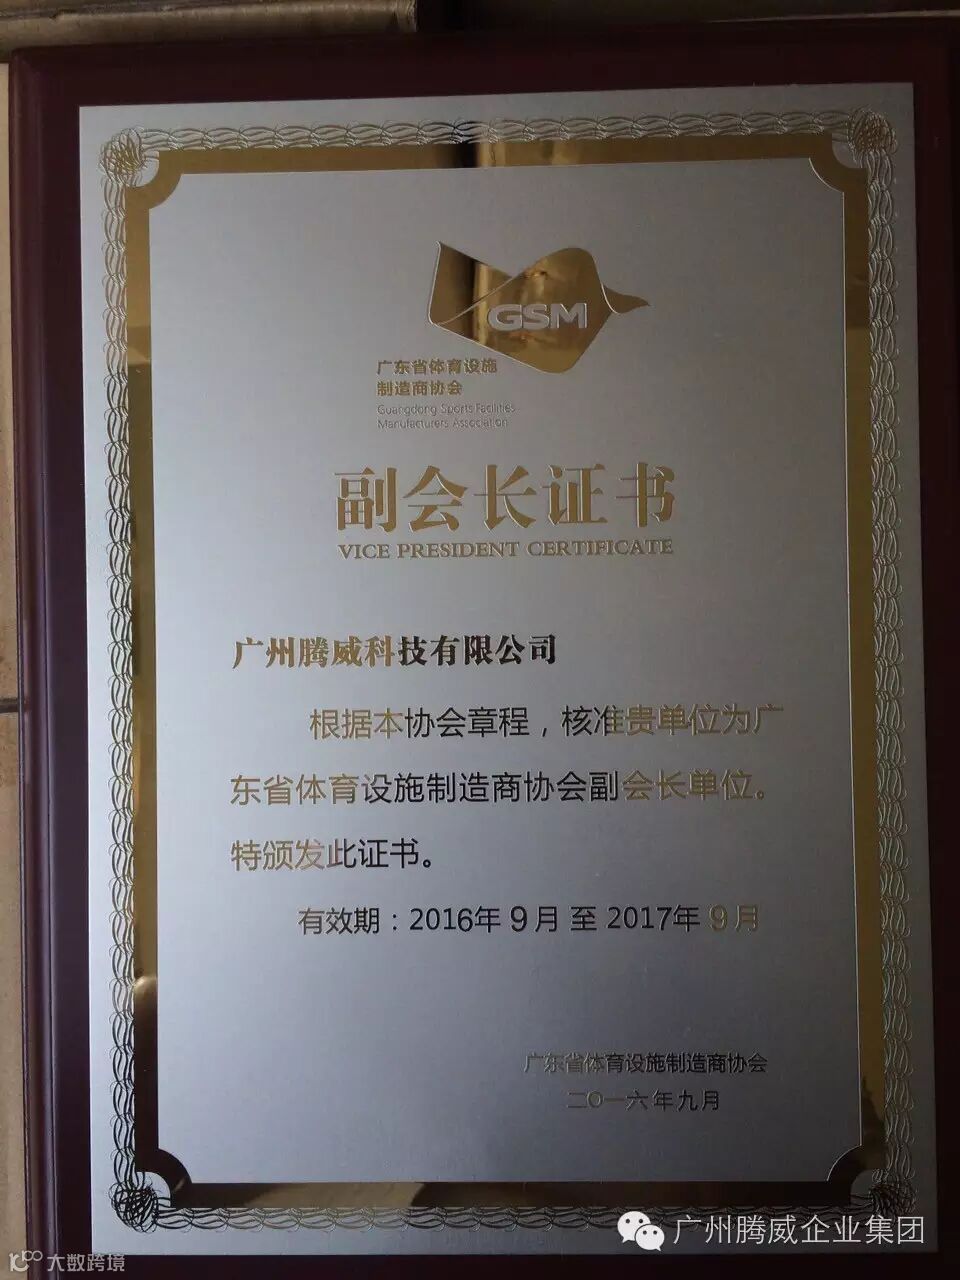 GSM
广东省体育设施
制造商协会
Guangdong Sports Facilities
Manufacturers Association
副会长证书
VICE PRESIDENT CERTIFICATE
广州腾威科技有限公司
根据本协会章程，核准贵单位为广
东省体育设施制造商协会副会长单位。
特颁发此证书。
有效期：2016年 9 月 至 2017年 9 月
广东省体育设施制造商协会
二〇一六年九月
广州腾威企业集团
大数跨境